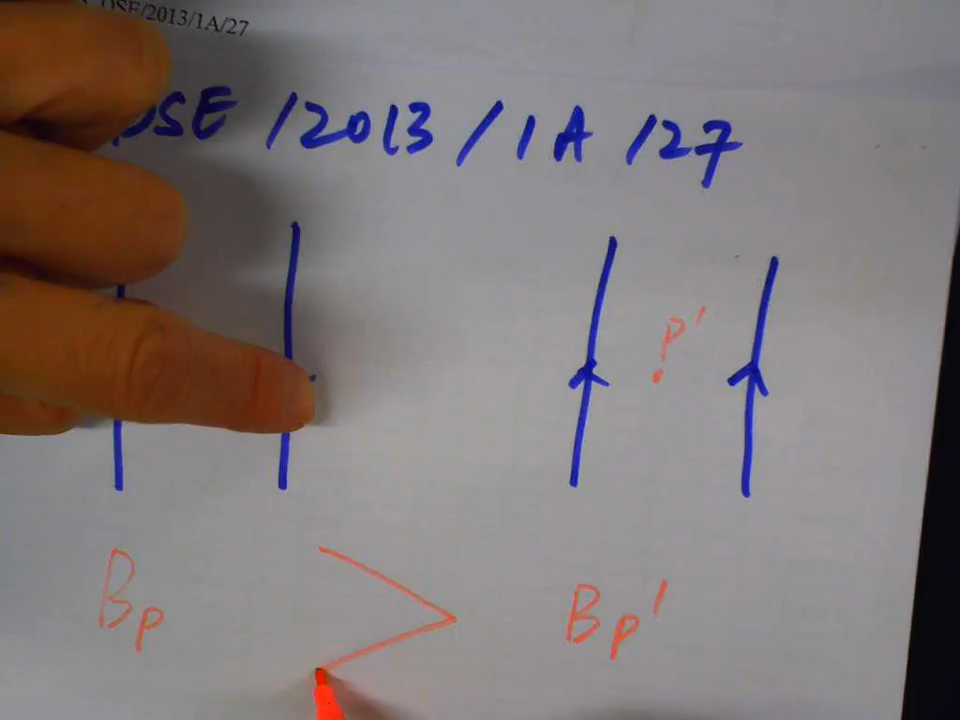 DSE/2013/1A/27
DSE /2013 / 1A /27
P'
Bp > Bp'